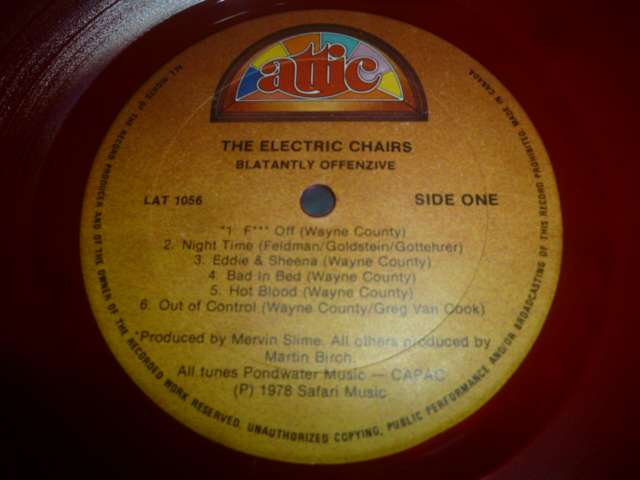 attic
THE ELECTRIC CHAIRS
BLATANTLY OFFENZIVE
LAT 1056
SIDE ONE
*1. F*** Off (Wayne County)
2. Night Time (Feldman/Goldstein/Gottehrer)
3. Eddie & Sheena (Wayne County)
4. Bad In Bed (Wayne County)
5. Hot Blood (Wayne County)
6. Out of Control (Wayne County/Greg Van Cook)
*Produced by Mervin Slime. All others produced by
Martin Birch.
All tunes Pondwater Music — CAPAC
(P) 1978 Safari Music
ALL RIGHTS OF THE RECORD PRODUCER AND OF THE OWNER OF THE RECORDED WORK RESERVED. UNAUTHORIZED COPYING, PUBLIC PERFORMANCE AND/OR BROADCASTING OF THIS RECORD PROHIBITED. MADE IN CANADA.